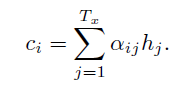 c_i = \sum_{j=1}^{T_x} \alpha_{ij} h_j.